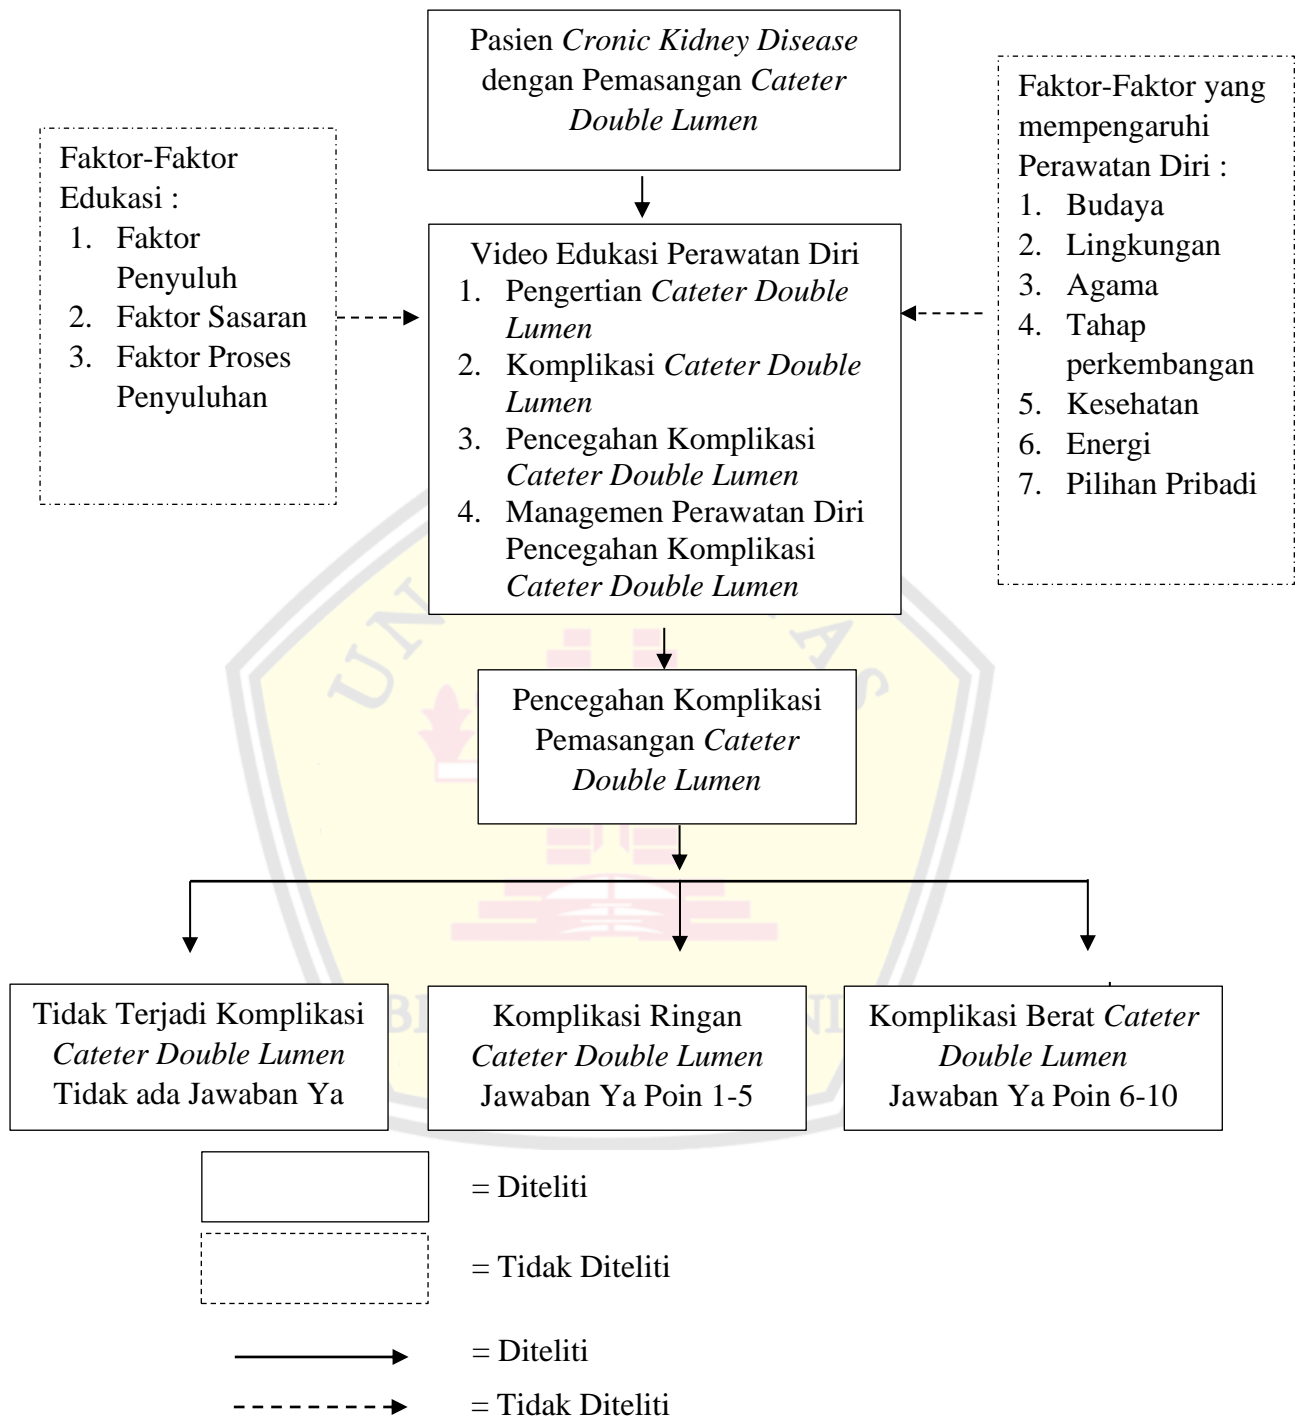 Pasien Cronic Kidney Disease
dengan Pemasangan Cateter
Double Lumen
Faktor-Faktor
Edukasi :
1. Faktor
Penyuluh
2. Faktor Sasaran
3. Faktor Proses
Penyuluhan
Video Edukasi Perawatan Diri
1. Pengertian Cateter Double
Lumen
2. Komplikasi Cateter Double
Lumen
3. Pencegahan Komplikasi
Cateter Double Lumen
4. Managemen Perawatan Diri
Pencegahan Komplikasi
Cateter Double Lumen
Faktor-Faktor yang
mempengaruhi
Perawatan Diri :
1. Budaya
2. Lingkungan
3. Agama
4. Tahap
perkembangan
5. Kesehatan
6. Energi
7. Pilihan Pribadi
Pencegahan Komplikasi
Pemasangan Cateter
Double Lumen
Tidak Terjadi Komplikasi
Cateter Double Lumen
Tidak ada Jawaban Ya
Komplikasi Ringan
Cateter Double Lumen
Jawaban Ya Poin 1-5
Komplikasi Berat Cateter
Double Lumen
Jawaban Ya Poin 6-10
= Diteliti
= Tidak Diteliti
= Diteliti
= Tidak Diteliti